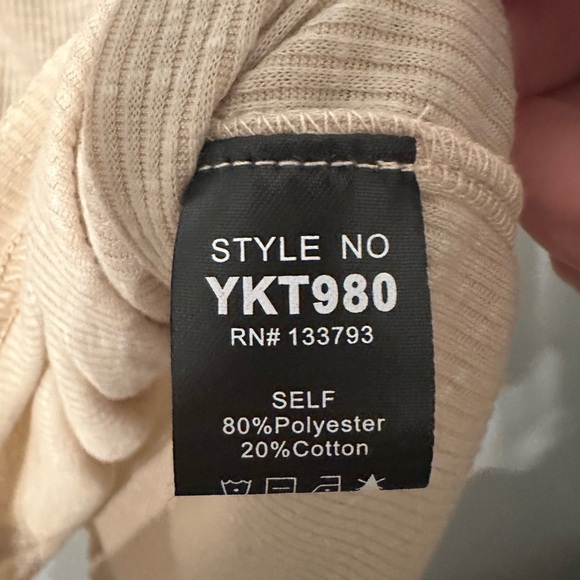 STYLE NO
YKT980
RN# 133793
SELF
80%Polyester
20%Cotton